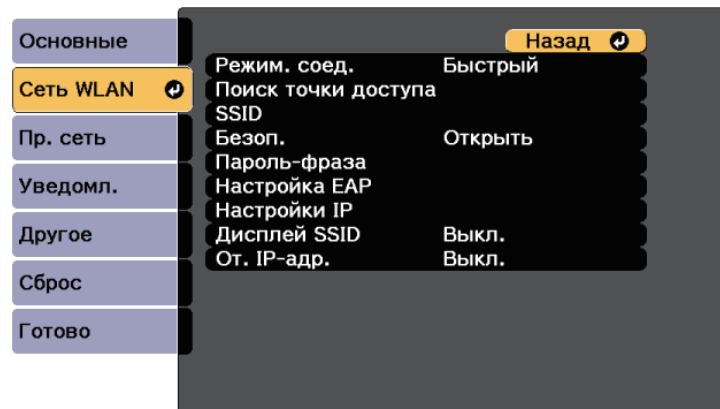 Основные
Сеть WLAN
Пр. сеть
Уведомл.
Другое
Сброс
Готово
Назад
Режим. соед. Быстрый
Поиск точки доступа
SSID
Безоп. Открыть
Пароль-фраза
Настройка EAP
Настройки IP
Дисплей SSID Выкл.
От. IP-адр. Выкл.